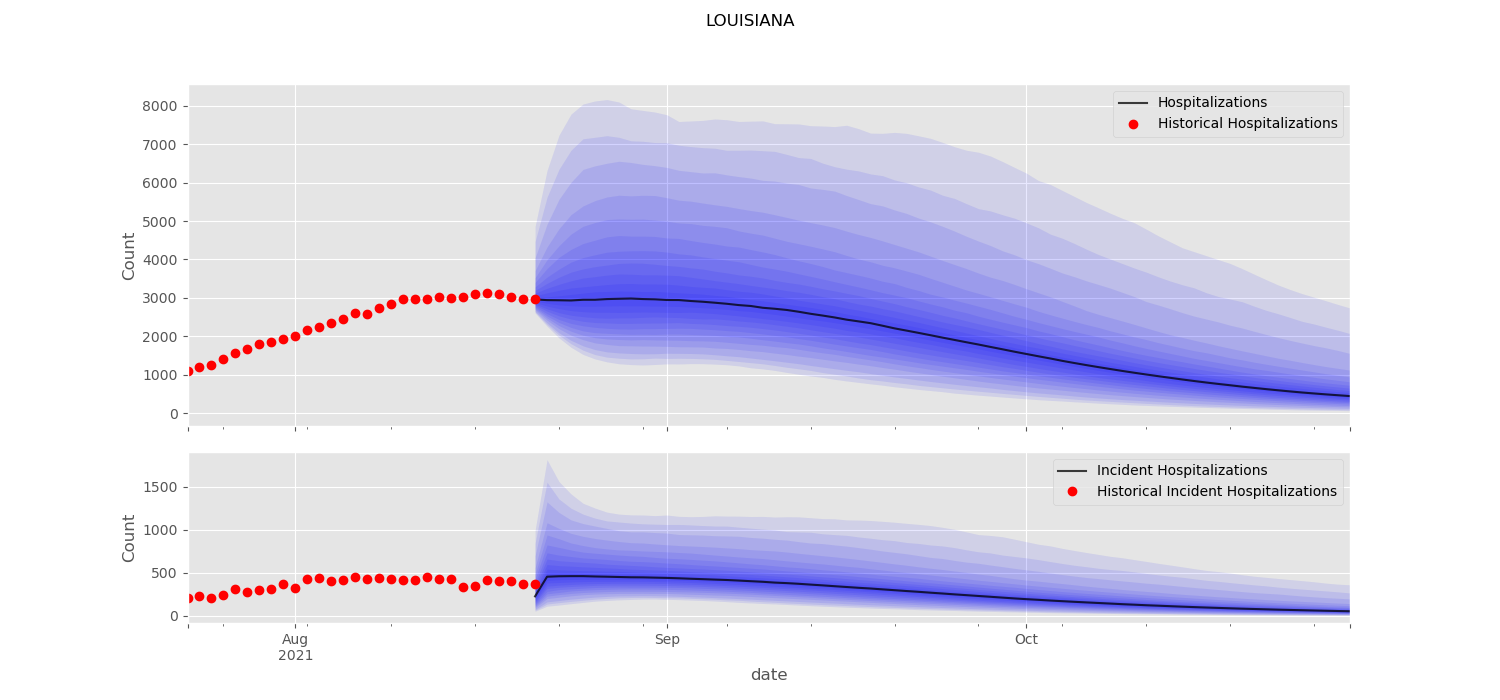 LOUISIANA
8000
7000
6000
5000
4000
3000
2000
1000
0
Count
Hospitalizations
Historical Hospitalizations
1500
1000
500
0
Count
Incident Hospitalizations
Historical Incident Hospitalizations
Aug Sep Oct
2021
date